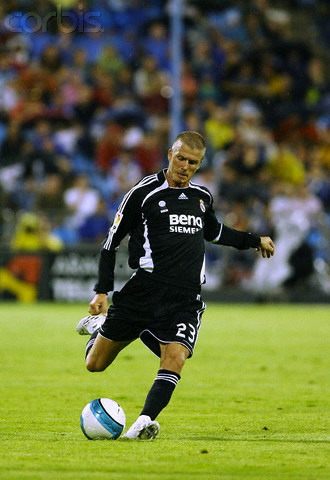 corbis.
BenQ
SIEMENS
23